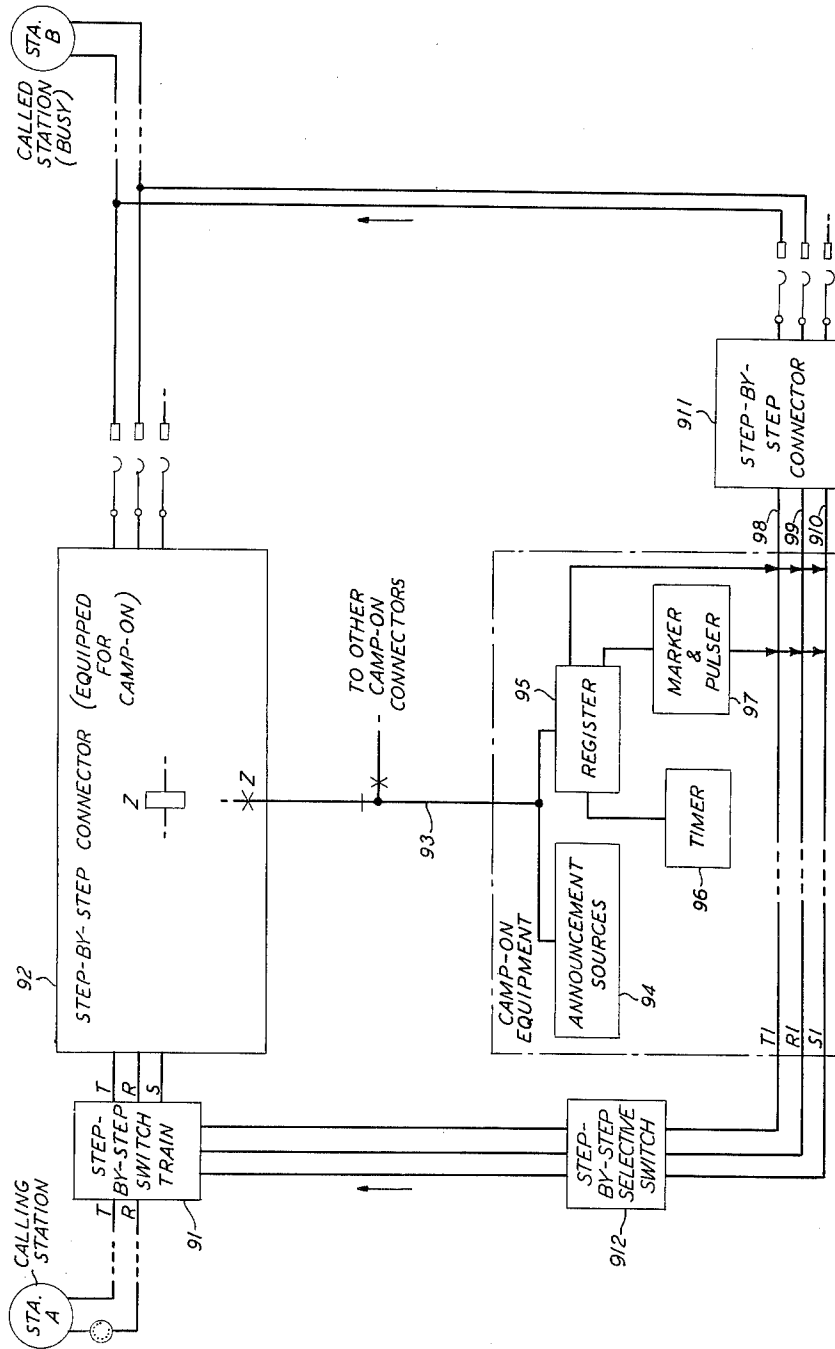 CALLING
STATION
STA.
A
T
R
STEP-
BY-STEP
SWITCH
TRAIN
91
T
R
S
92
STEP-BY-STEP CONNECTOR (EQUIPPED
FOR
CAMP-ON)
Z
Z
CALLED
STATION
(BUSY)
STA.
B
TO OTHER
CAMP-ON
CONNECTORS
93
CAMP-ON
EQUIPMENT
ANNOUNCEMENT
SOURCES
94
95
REGISTER
TIMER
96
MARKER
&
PULSER
97
T1
R1
S1
98
99
910
STEP-BY-
STEP
CONNECTOR
911
STEP-
BY-STEP
SELECTIVE
SWITCH
912